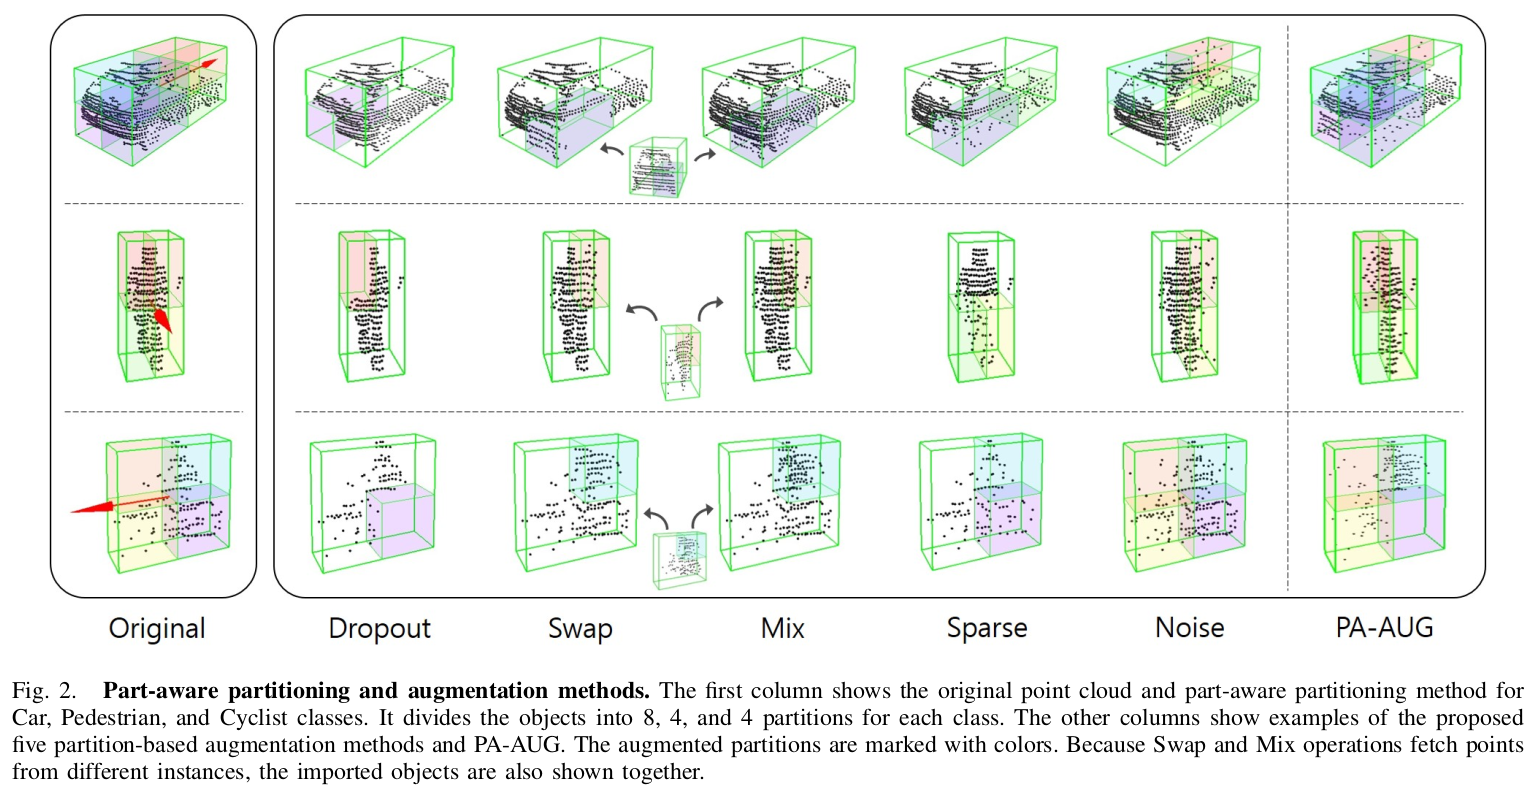 Original Dropout Swap Mix Sparse Noise PA-AUG
Fig. 2. Part-aware partitioning and augmentation methods. The first column shows the original point cloud and part-aware partitioning method for
Car, Pedestrian, and Cyclist classes. It divides the objects into 8, 4, and 4 partitions for each class. The other columns show examples of the proposed
five partition-based augmentation methods and PA-AUG. The augmented partitions are marked with colors. Because Swap and Mix operations fetch points
from different instances, the imported objects are also shown together.